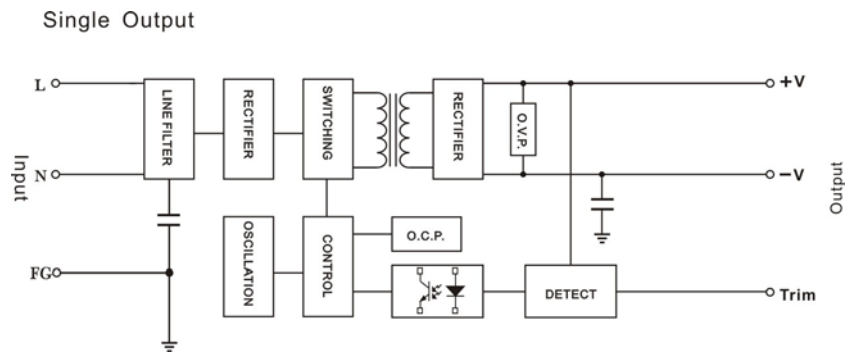 Single Output
L
N
Input
FG
LINE FILTER
RECTIFIER
SWITCHING
RECTIFIER
O.V.P.
+V
−V
Output
OSCILLATION
CONTROL
O.C.P.
DETECT
Trim